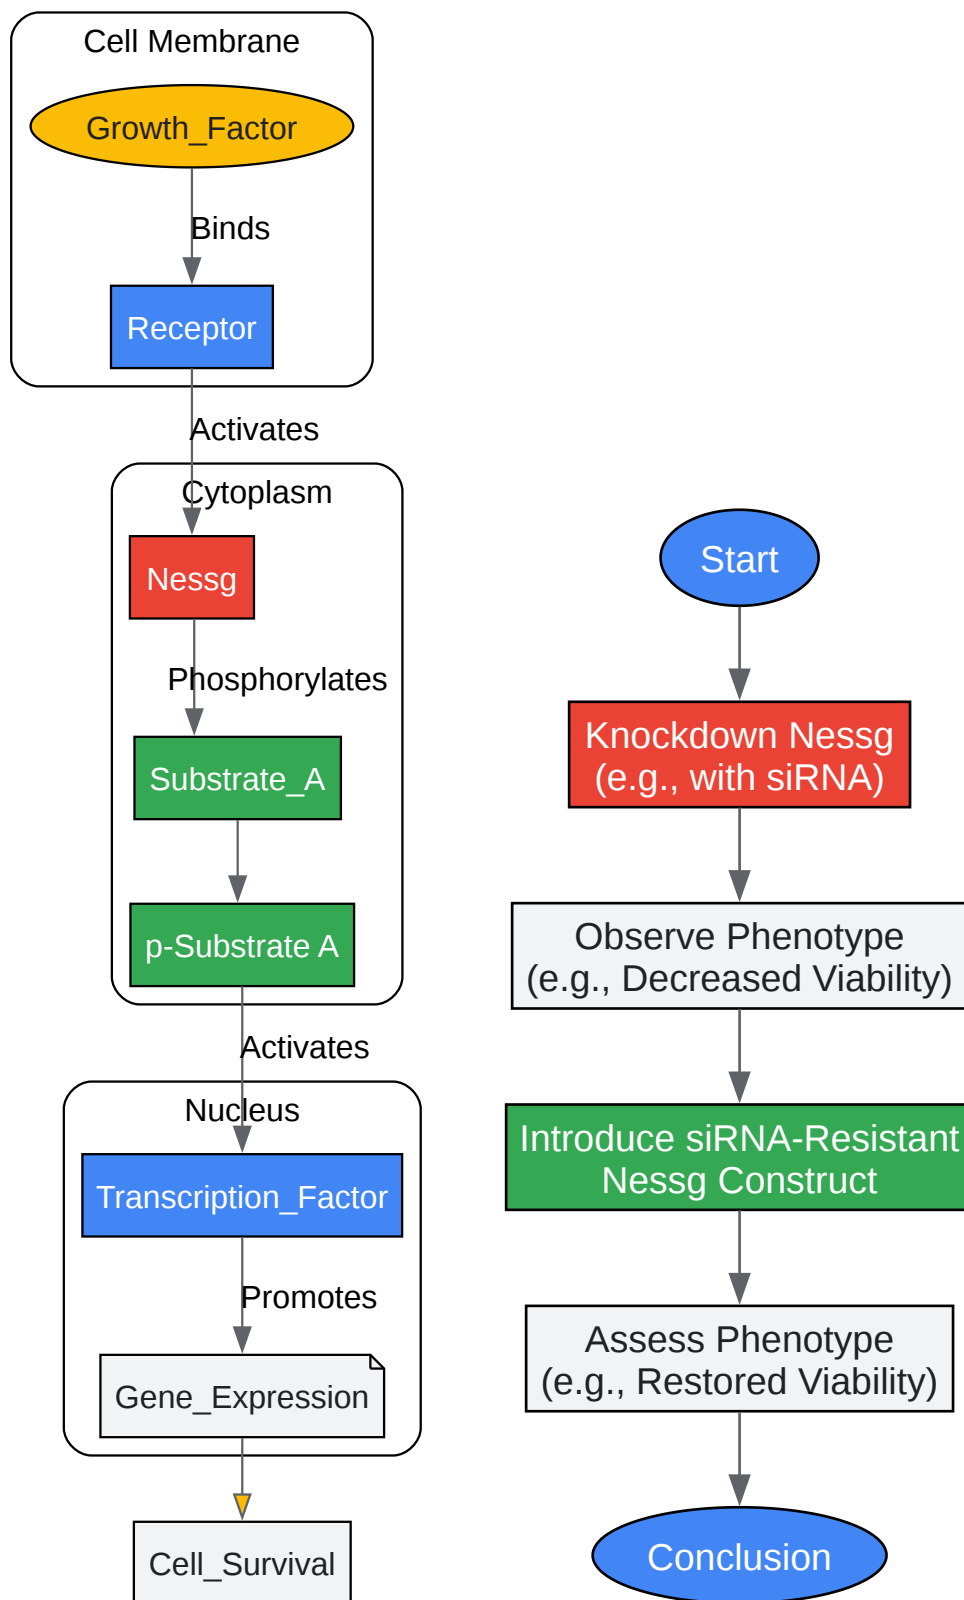 Cell Membrane
Growth_Factor
Binds
Receptor
Activates
Cytoplasm
Nessg
Phosphorylates
Substrate_A
p-Substrate A
Activates
Nucleus
Transcription_Factor
Promotes
Gene_Expression
Cell_Survival
Start
Knockdown Nessg
(e.g., with siRNA)
Observe Phenotype
(e.g., Decreased Viability)
Introduce siRNA-Resistant
Nessg Construct
Assess Phenotype
(e.g., Restored Viability)
Conclusion